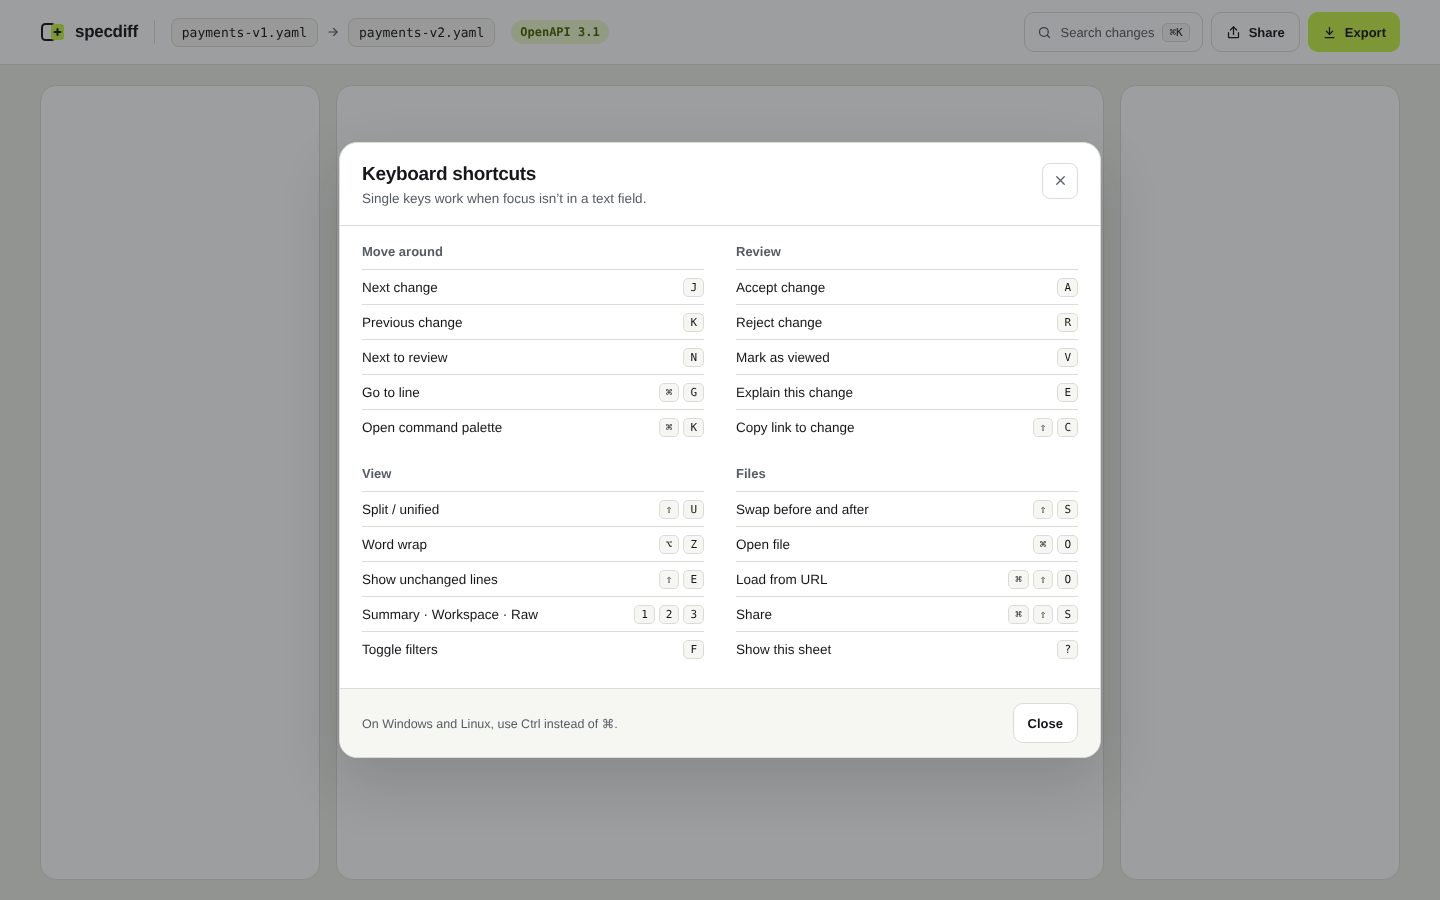 specdiff payments-v1.yaml → payments-v2.yaml OpenAPI 3.1 Search changes ⌘K Share Export
Keyboard shortcuts
Single keys work when focus isn't in a text field.
Move around
Next change J
Previous change K
Next to review N
Go to line ⌘ G
Open command palette ⌘ K
Review
Accept change A
Reject change R
Mark as viewed V
Explain this change E
Copy link to change ⇧ C
View
Split / unified ⇧ U
Word wrap ⌥ Z
Show unchanged lines ⇧ E
Summary · Workspace · Raw 1 2 3
Toggle filters F
Files
Swap before and after ⇧ S
Open file ⌘ O
Load from URL ⌘ ⇧ O
Share ⌘ ⇧ S
Show this sheet ?
On Windows and Linux, use Ctrl instead of ⌘.
Close